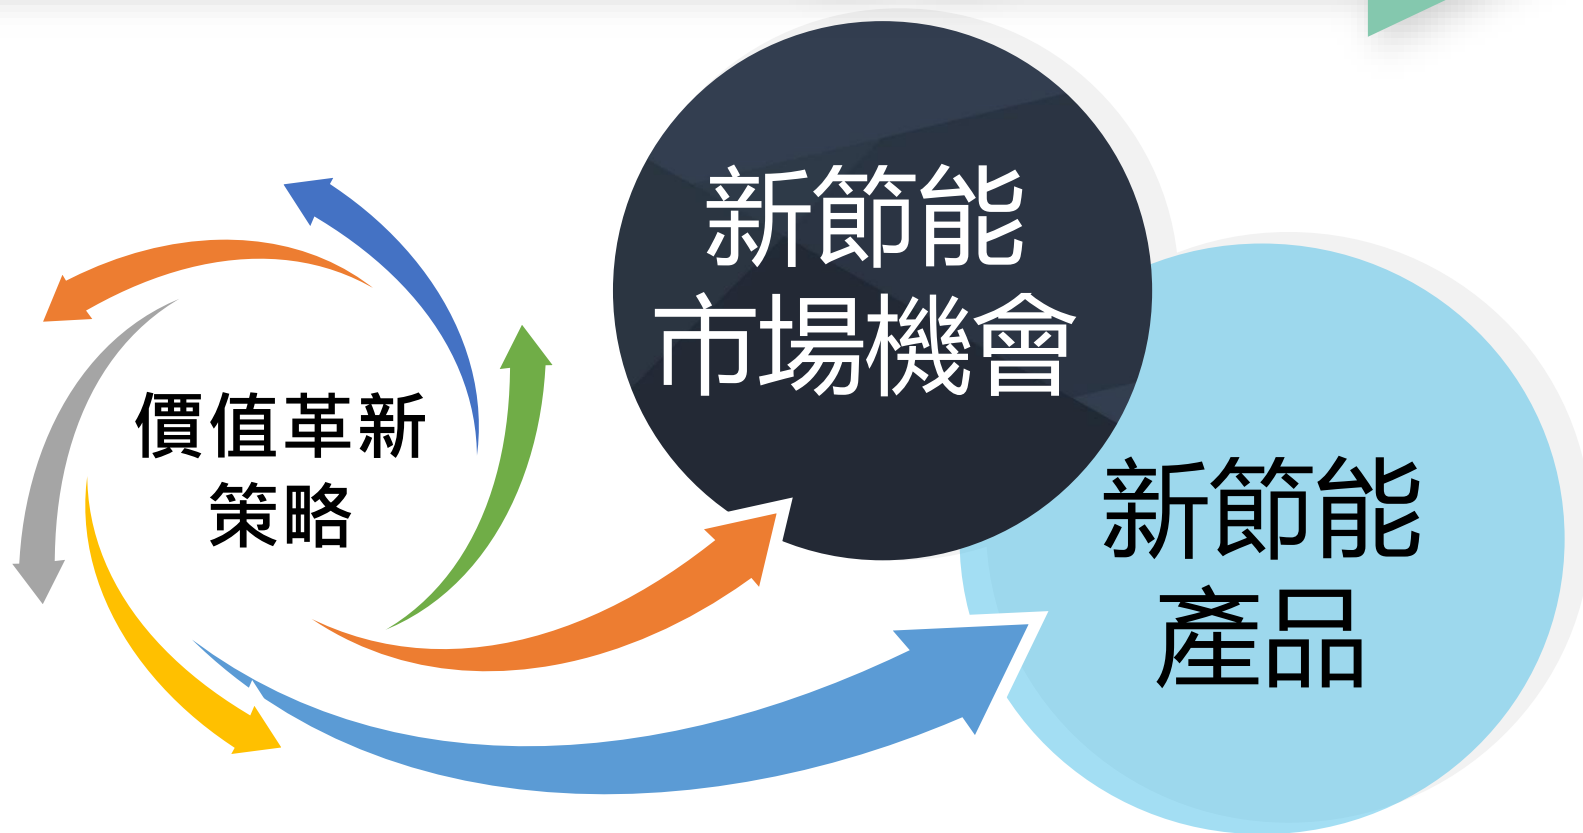 價值革新
策略
新節能
市場機會
新節能
產品